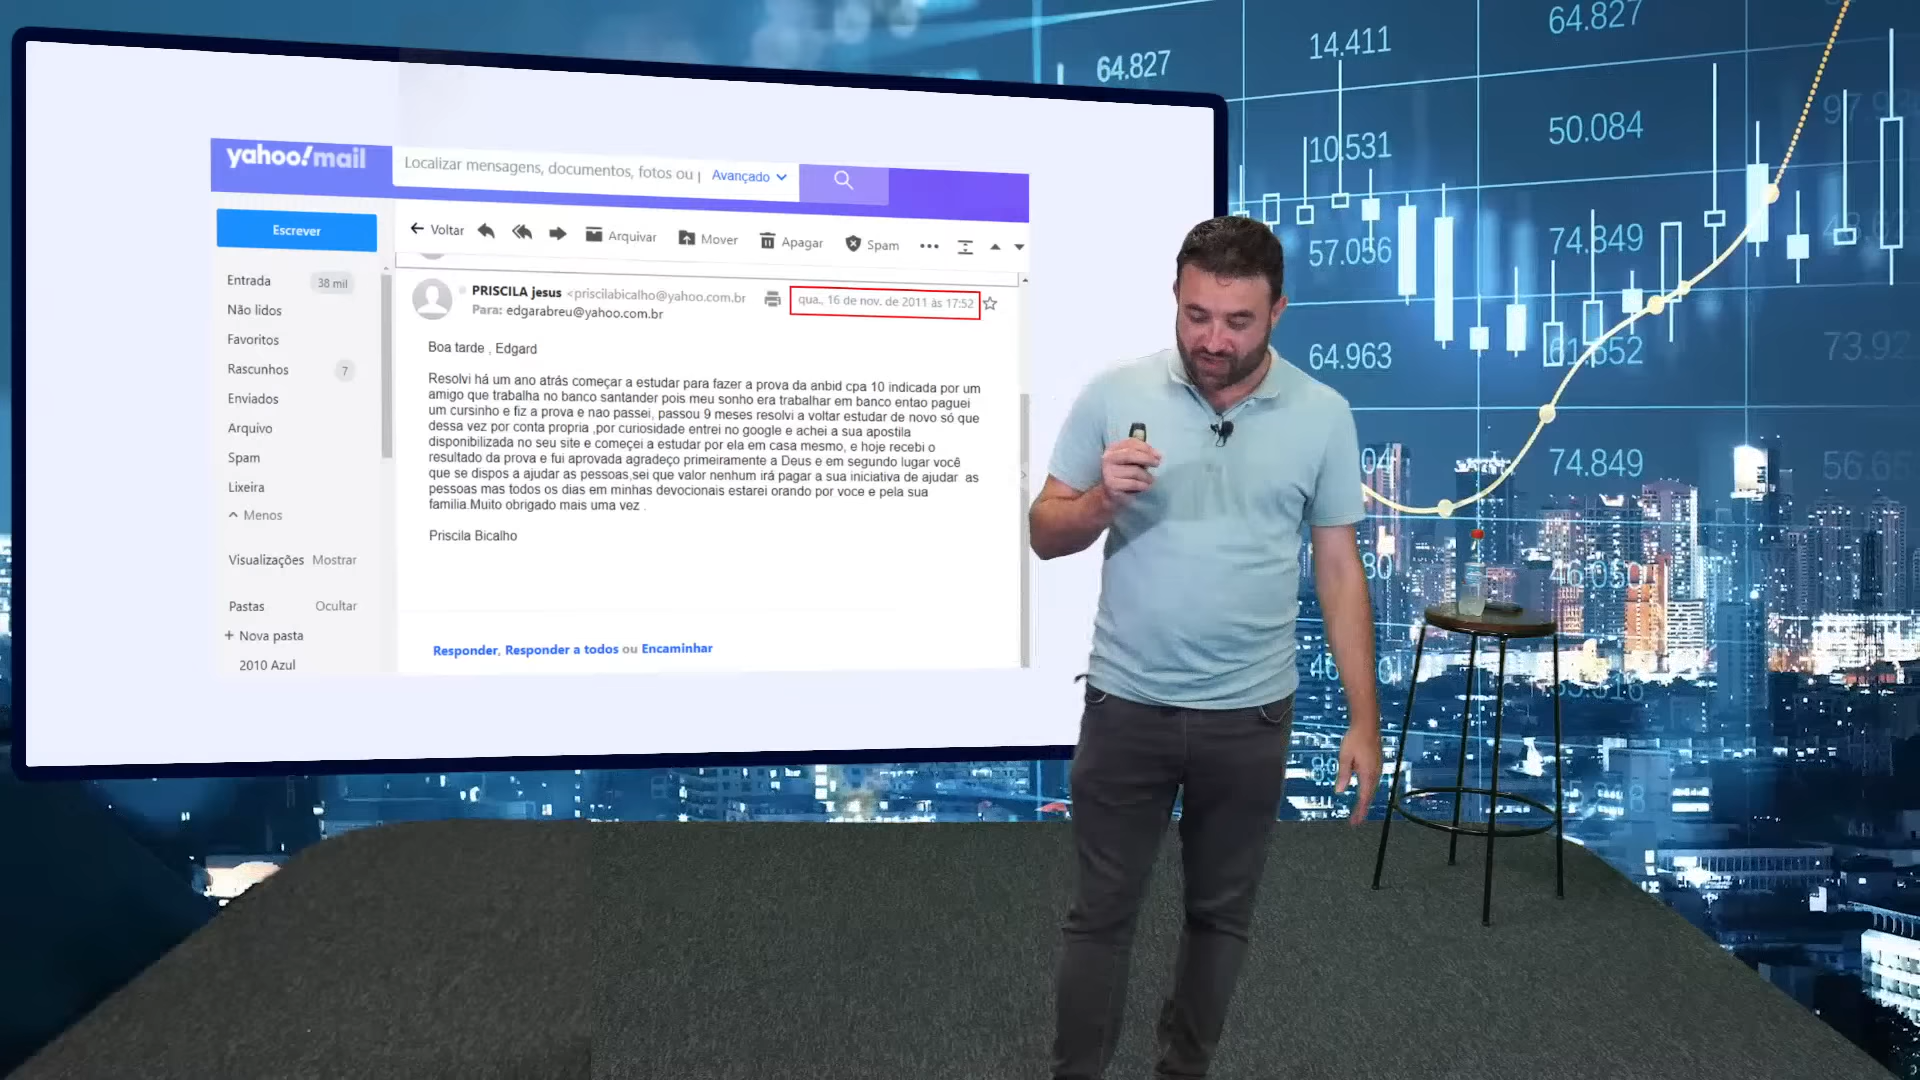 yahoo!mail
Localizar mensagens, documentos, fotos ou p
Avançado
Escrever
Voltar
Arquivar
Mover
Apagar
Spam
Entrada
38 mil
Não lidos
Favoritos
Rascunhos
7
Enviados
Arquivo
Spam
Lixeira
Menos
Visualizações Mostrar
Pastas Ocultar
+ Nova pasta
2010 Azul
PRISCILA jesus <priscilabicalho@yahoo.com.br
qua., 16 de nov. de 2011 às 17:52
Para: edgarabreu@yahoo.com.br
Boa tarde , Edgard
Resolvi há um ano atrás começar a estudar para fazer a prova da anbid cpa 10 indicada por um
amigo que trabalha no banco santander pois meu sonho era trabalhar em banco entao paguei
um cursinho e fiz a prova e nao passei, passou 9 meses resolvi a voltar estudar de novo só que
dessa vez por conta propria ,por curiosidade entrei no google e achei a sua apostila
disponibilizada no seu site e começei a estudar por ela em casa mesmo, e hoje recebi o
resultado da prova e fui aprovada agradeço primeiramente a Deus e em segundo lugar você
que se dispos a ajudar as pessoas,sei que valor nenhum irá pagar a sua iniciativa de ajudar as
pessoas mas todos os dias em minhas devocionais estarei orando por voce e pela sua
familia.Muito obrigado mais uma vez .
Priscila Bicalho
Responder, Responder a todos ou Encaminhar
64.827
14.411
10.531
57.056
64.963
64.827
50.084
74.849
61.552
74.849
46.050